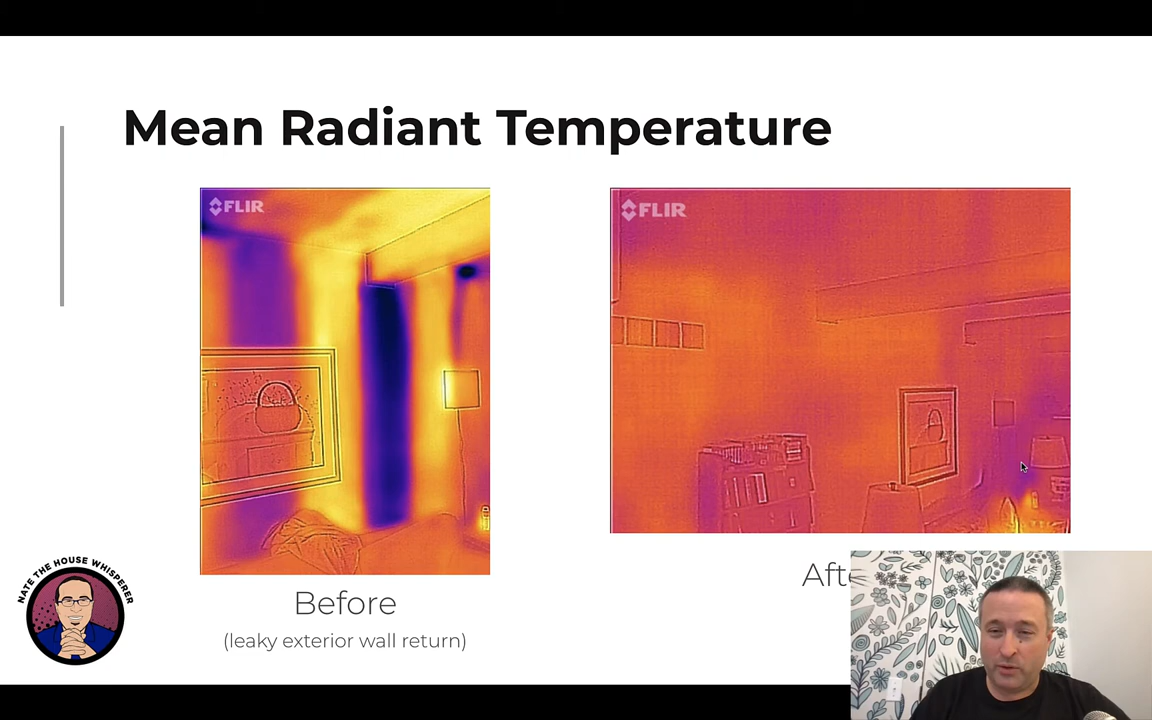 Mean Radiant Temperature
FLIR
FLIR
Before
(leaky exterior wall return)
NATE THE HOUSE WHISPERER